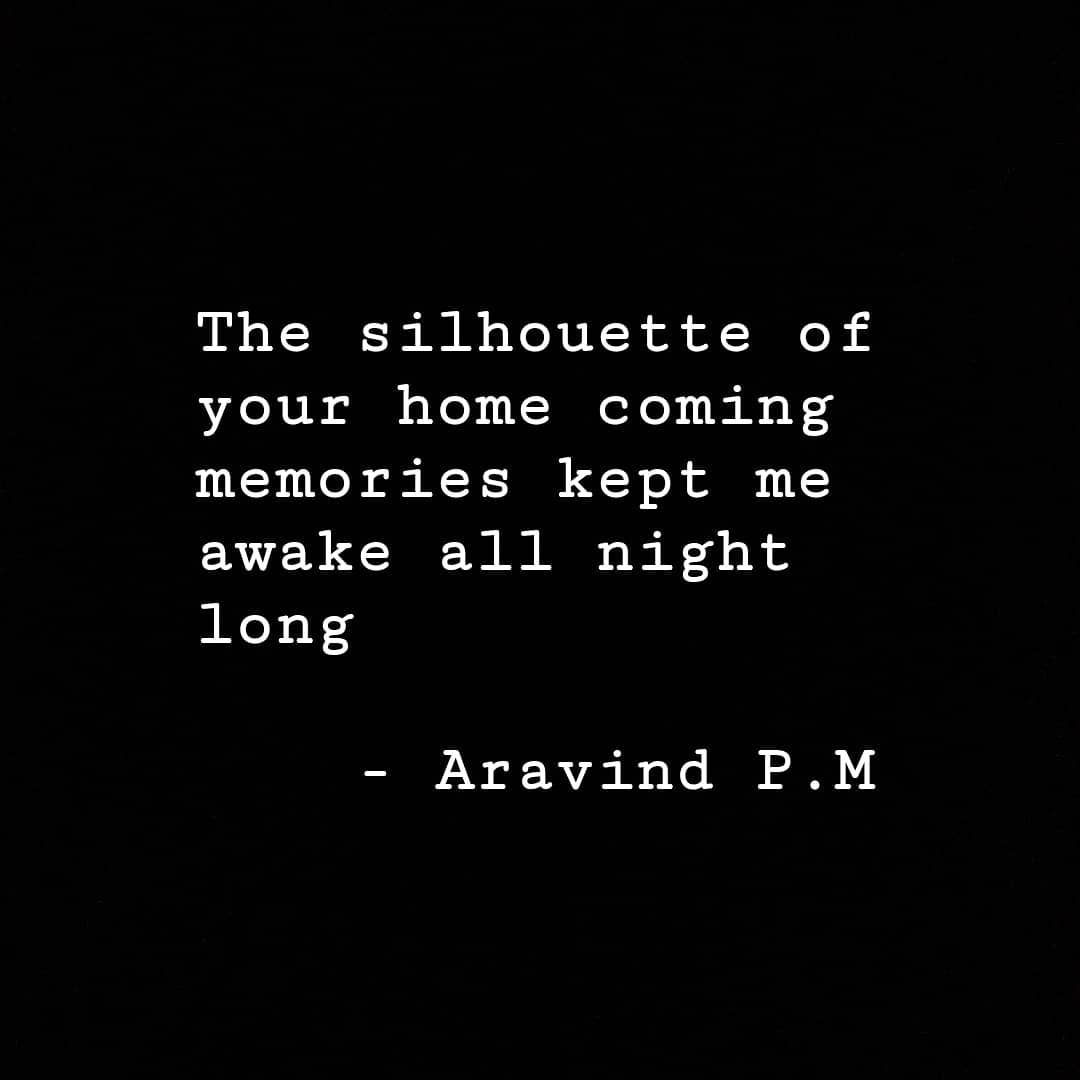 The silhouette of
your home coming
memories kept me
awake all night
long
- Aravind P.M